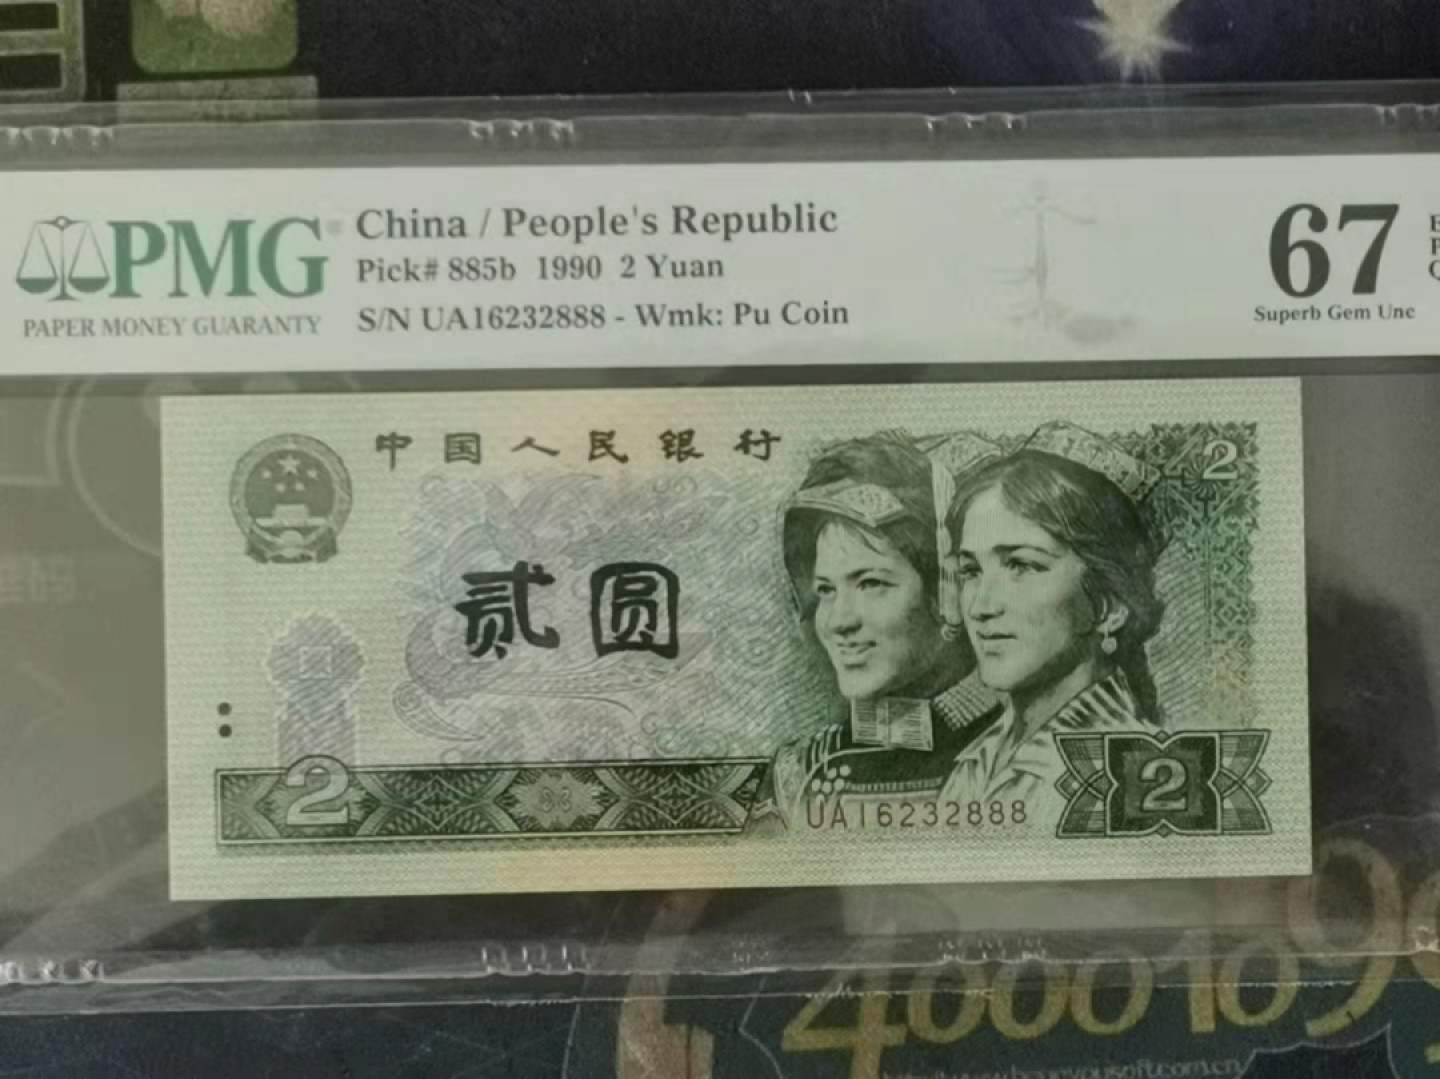 PMG
PAPER MONEY GUARANTY
China / People's Republic
Pick# 885b 1990 2 Yuan
S/N UA16232888 - Wmk: Pu Coin
67
Superb Gem Unc
E
P
Q
中国人民银行
2
贰圆
2
2
UA16232888
40001099